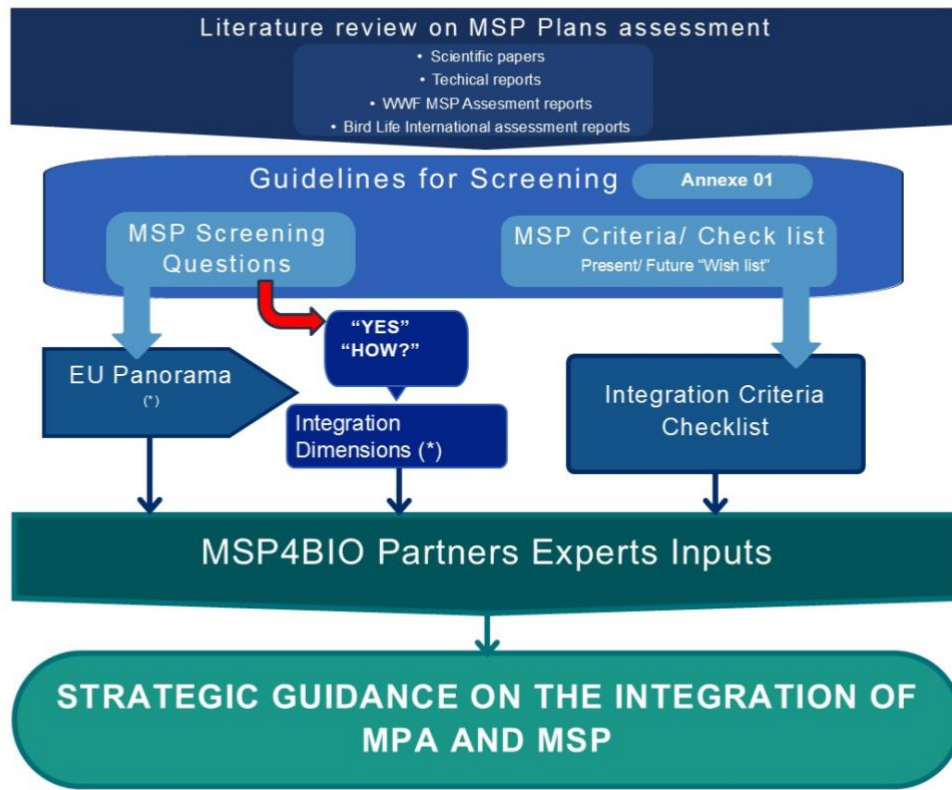 Literature review on MSP Plans assessment
• Scientific papers
• Techical reports
• WWF MSP Assesment reports
• Bird Life International assessment reports
Guidelines for Screening
Annexe 01
MSP Screening
Questions
MSP Criteria/ Check list
Present/ Future “Wish list”
“YES”
“HOW?”
EU Panorama
(*)
Integration
Dimensions (*)
Integration Criteria
Checklist
MSP4BIO Partners Experts Inputs
STRATEGIC GUIDANCE ON THE INTEGRATION OF
MPA AND MSP